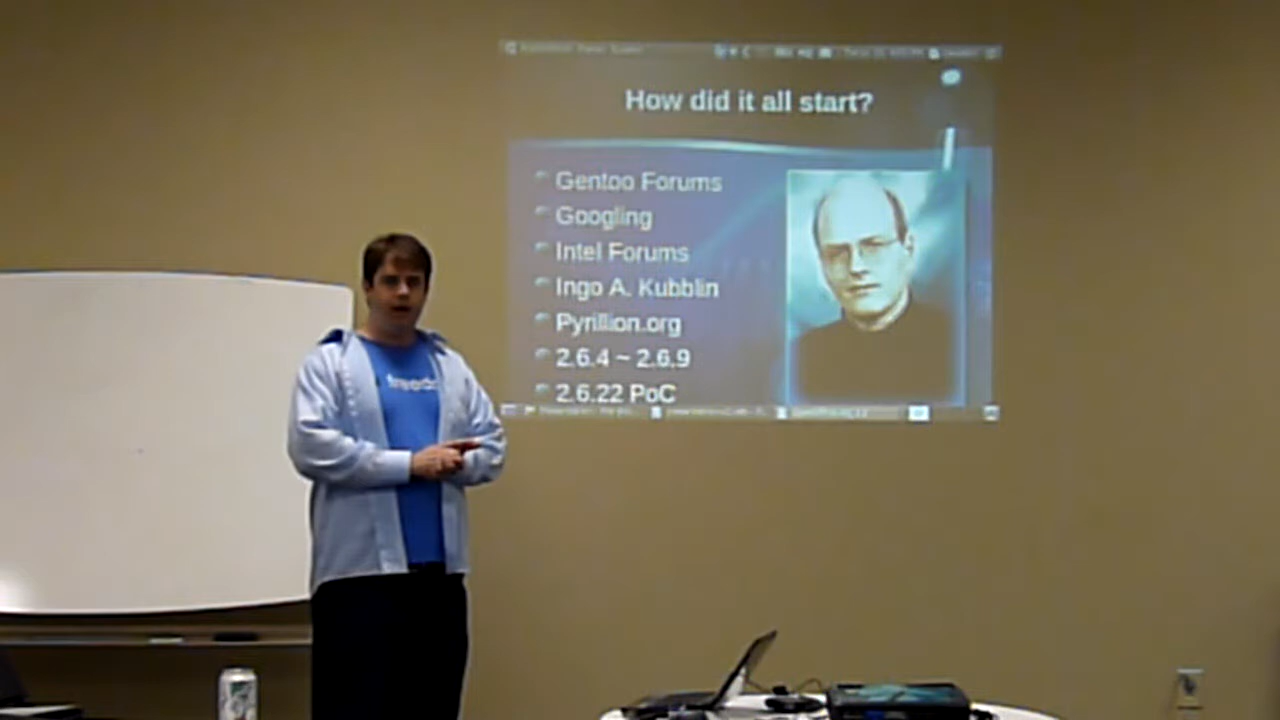 How did it all start?
Gentoo Forums
Googling
Intel Forums
Ingo A. Kubblin
Pyrillion.org
2.6.4 ~ 2.6.9
2.6.22 PoC